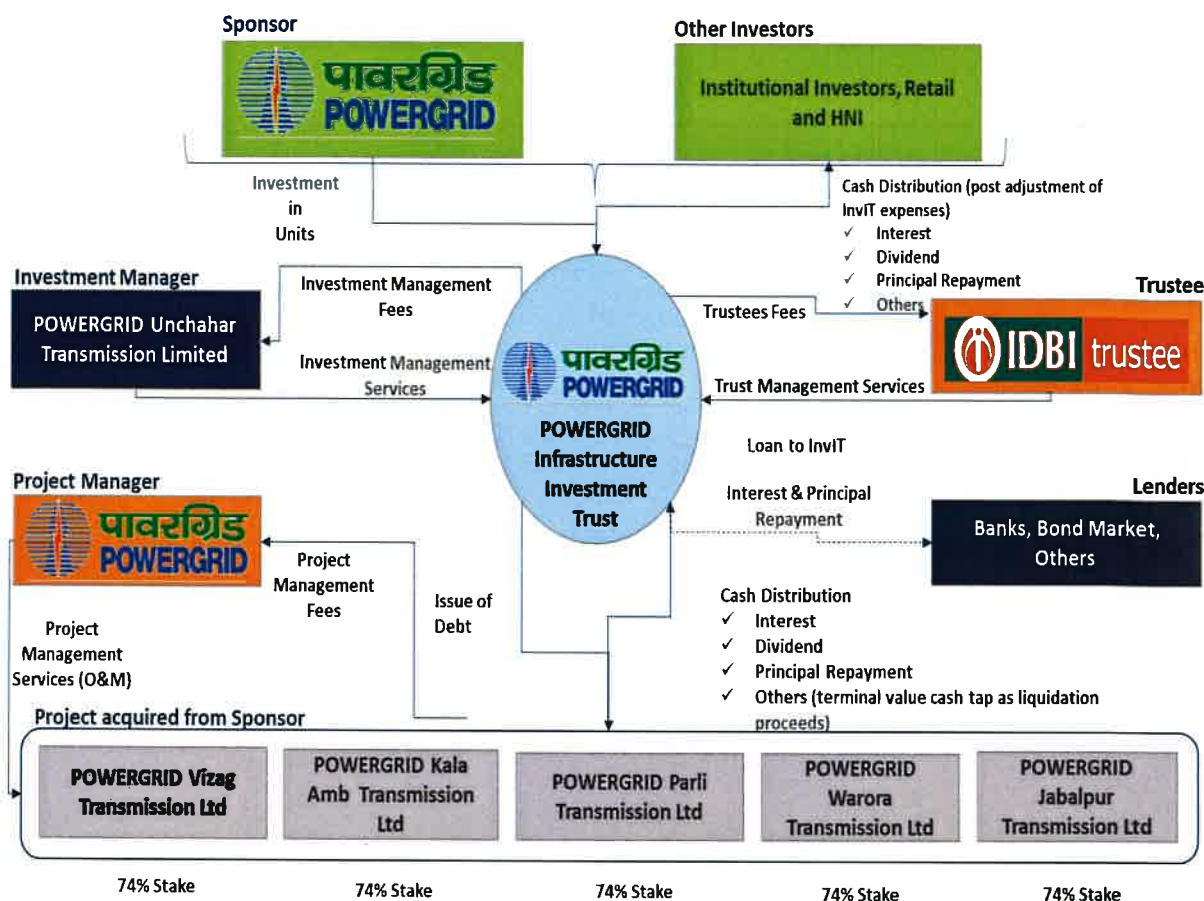 Sponsor
पावरग्रिड
POWERGRID
Other Investors
Institutional Investors, Retail
and HNI
Investment
in
Units
Cash Distribution (post adjustment of
InvIT expenses)
✓ Interest
✓ Dividend
✓ Principal Repayment
✓ Others
Investment Manager
POWERGRID Unchahar
Transmission Limited
Investment Management
Fees
Investment Management
Services
Trustees Fees
Trustee
IDBI trustee
Trust Management Services
पावरग्रिड
POWERGRID
POWERGRID
Infrastructure
Investment
Trust
Loan to InvIT
Interest & Principal
Repayment
Lenders
Banks, Bond Market,
Others
Project Manager
पावरग्रिड
POWERGRID
Project
Management
Fees
Issue of
Debt
Project
Management
Services (O&M)
Cash Distribution
✓ Interest
✓ Dividend
✓ Principal Repayment
✓ Others (terminal value cash tap as liquidation
proceeds)
Project acquired from Sponsor
POWERGRID Vizag
Transmission Ltd
POWERGRID Kala
Amb Transmission
Ltd
POWERGRID Parli
Transmission Ltd
POWERGRID
Warora
Transmission Ltd
POWERGRID
Jabalpur
Transmission Ltd
74% Stake
74% Stake
74% Stake
74% Stake
74% Stake